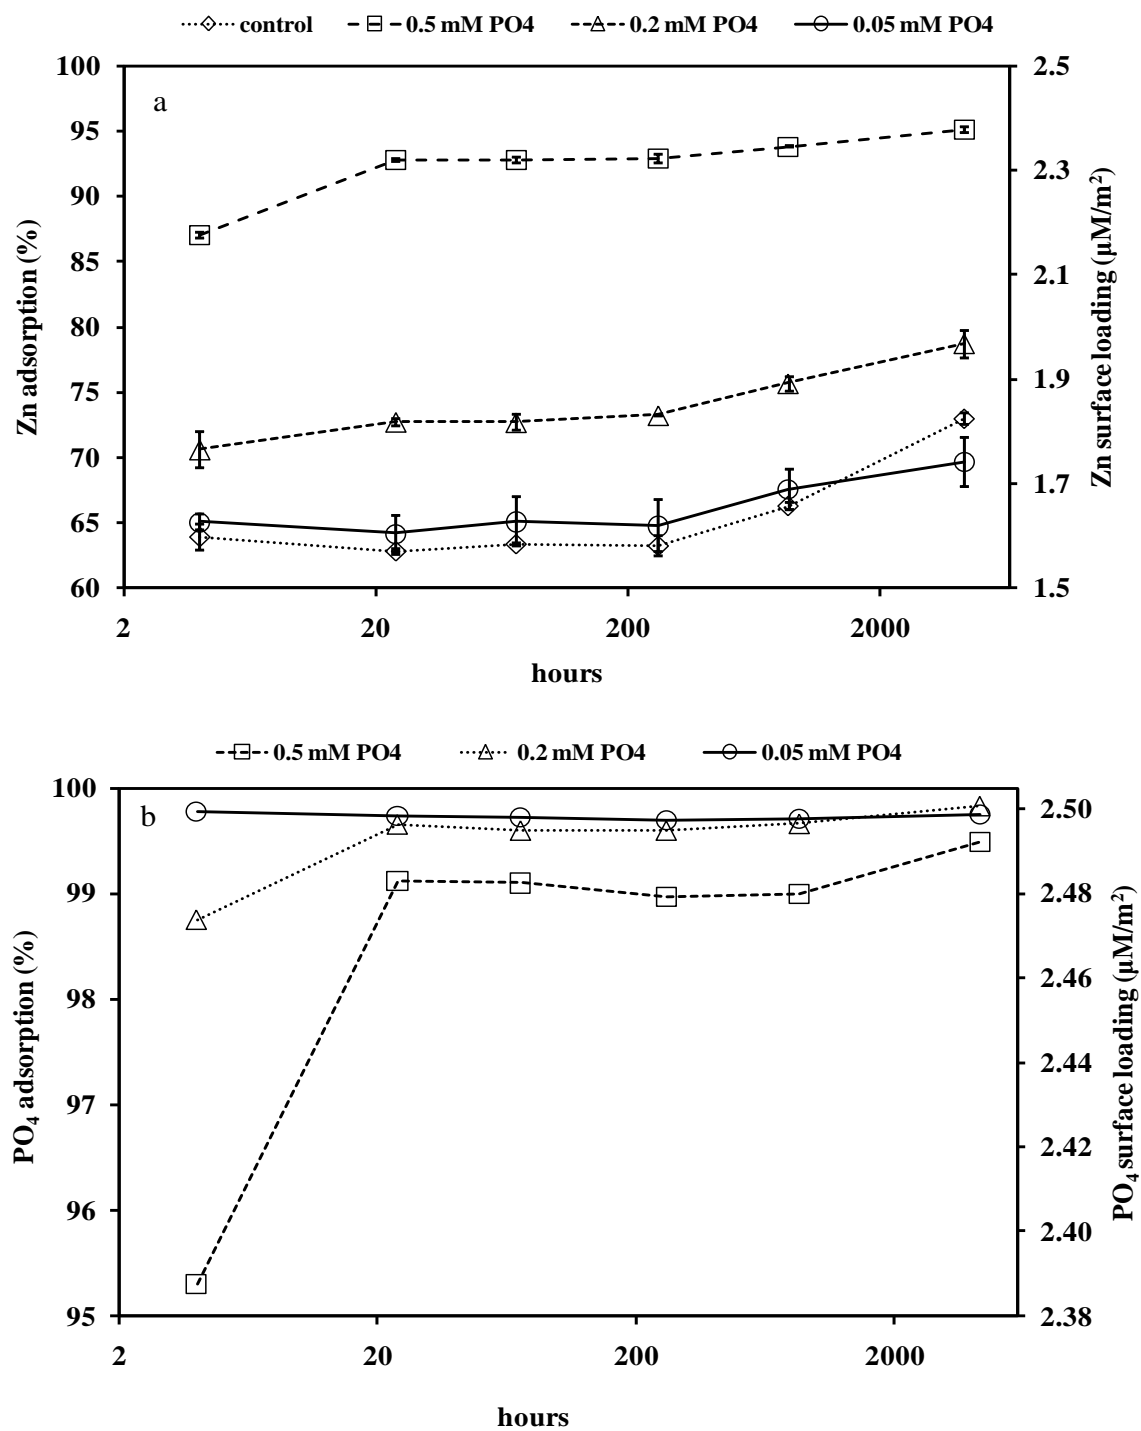 control 0.5 mM PO4 0.2 mM PO4 0.05 mM PO4
100 2.5
a
95
2.3
90
85
2.1
80
75
1.9
70
1.7
65
60 1.5
Zn adsorption (%)
Zn surface loading (µM/m²)
2 20 200 2000
hours
0.5 mM PO4 0.2 mM PO4 0.05 mM PO4
100
2.50
b
99
2.48
2.46
98
2.44
97
2.42
96
2.40
95 2.38
PO₄ adsorption (%)
PO₄ surface loading (µM/m²)
2 20 200 2000
hours